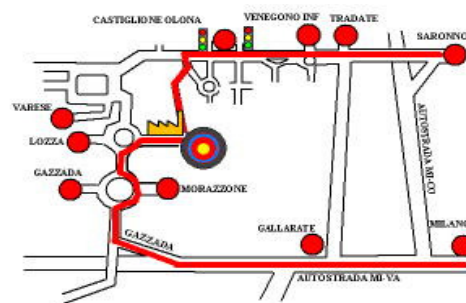 CASTIGLIONE OLONA
VENEGONO INF
TRADATE
SARONNO
VARESE
LOZZA
GAZZADA
MORAZZONE
AUTOSTRADA MI-CO
GAZZADA
GALLARATE
MILANO
AUTOSTRADA MI-VA